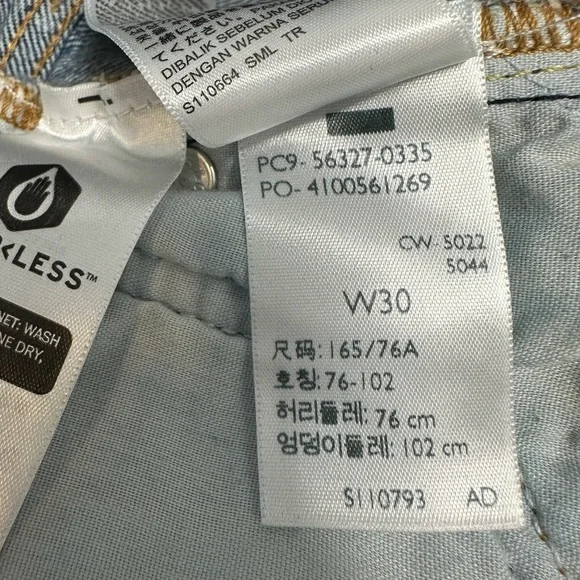 てください
DIBALIK SEBELUM D
DENGAN WARNA SERU
S110664 SML TR
<LESS™
NET: WASH
NE DRY,
PC9- 56327-0335
PO- 4100561269
CW- 5022
5044
W30
尺码: 165/76A
호칭: 76-102
허리둘레: 76 cm
엉덩이둘레: 102 cm
S110793 AD